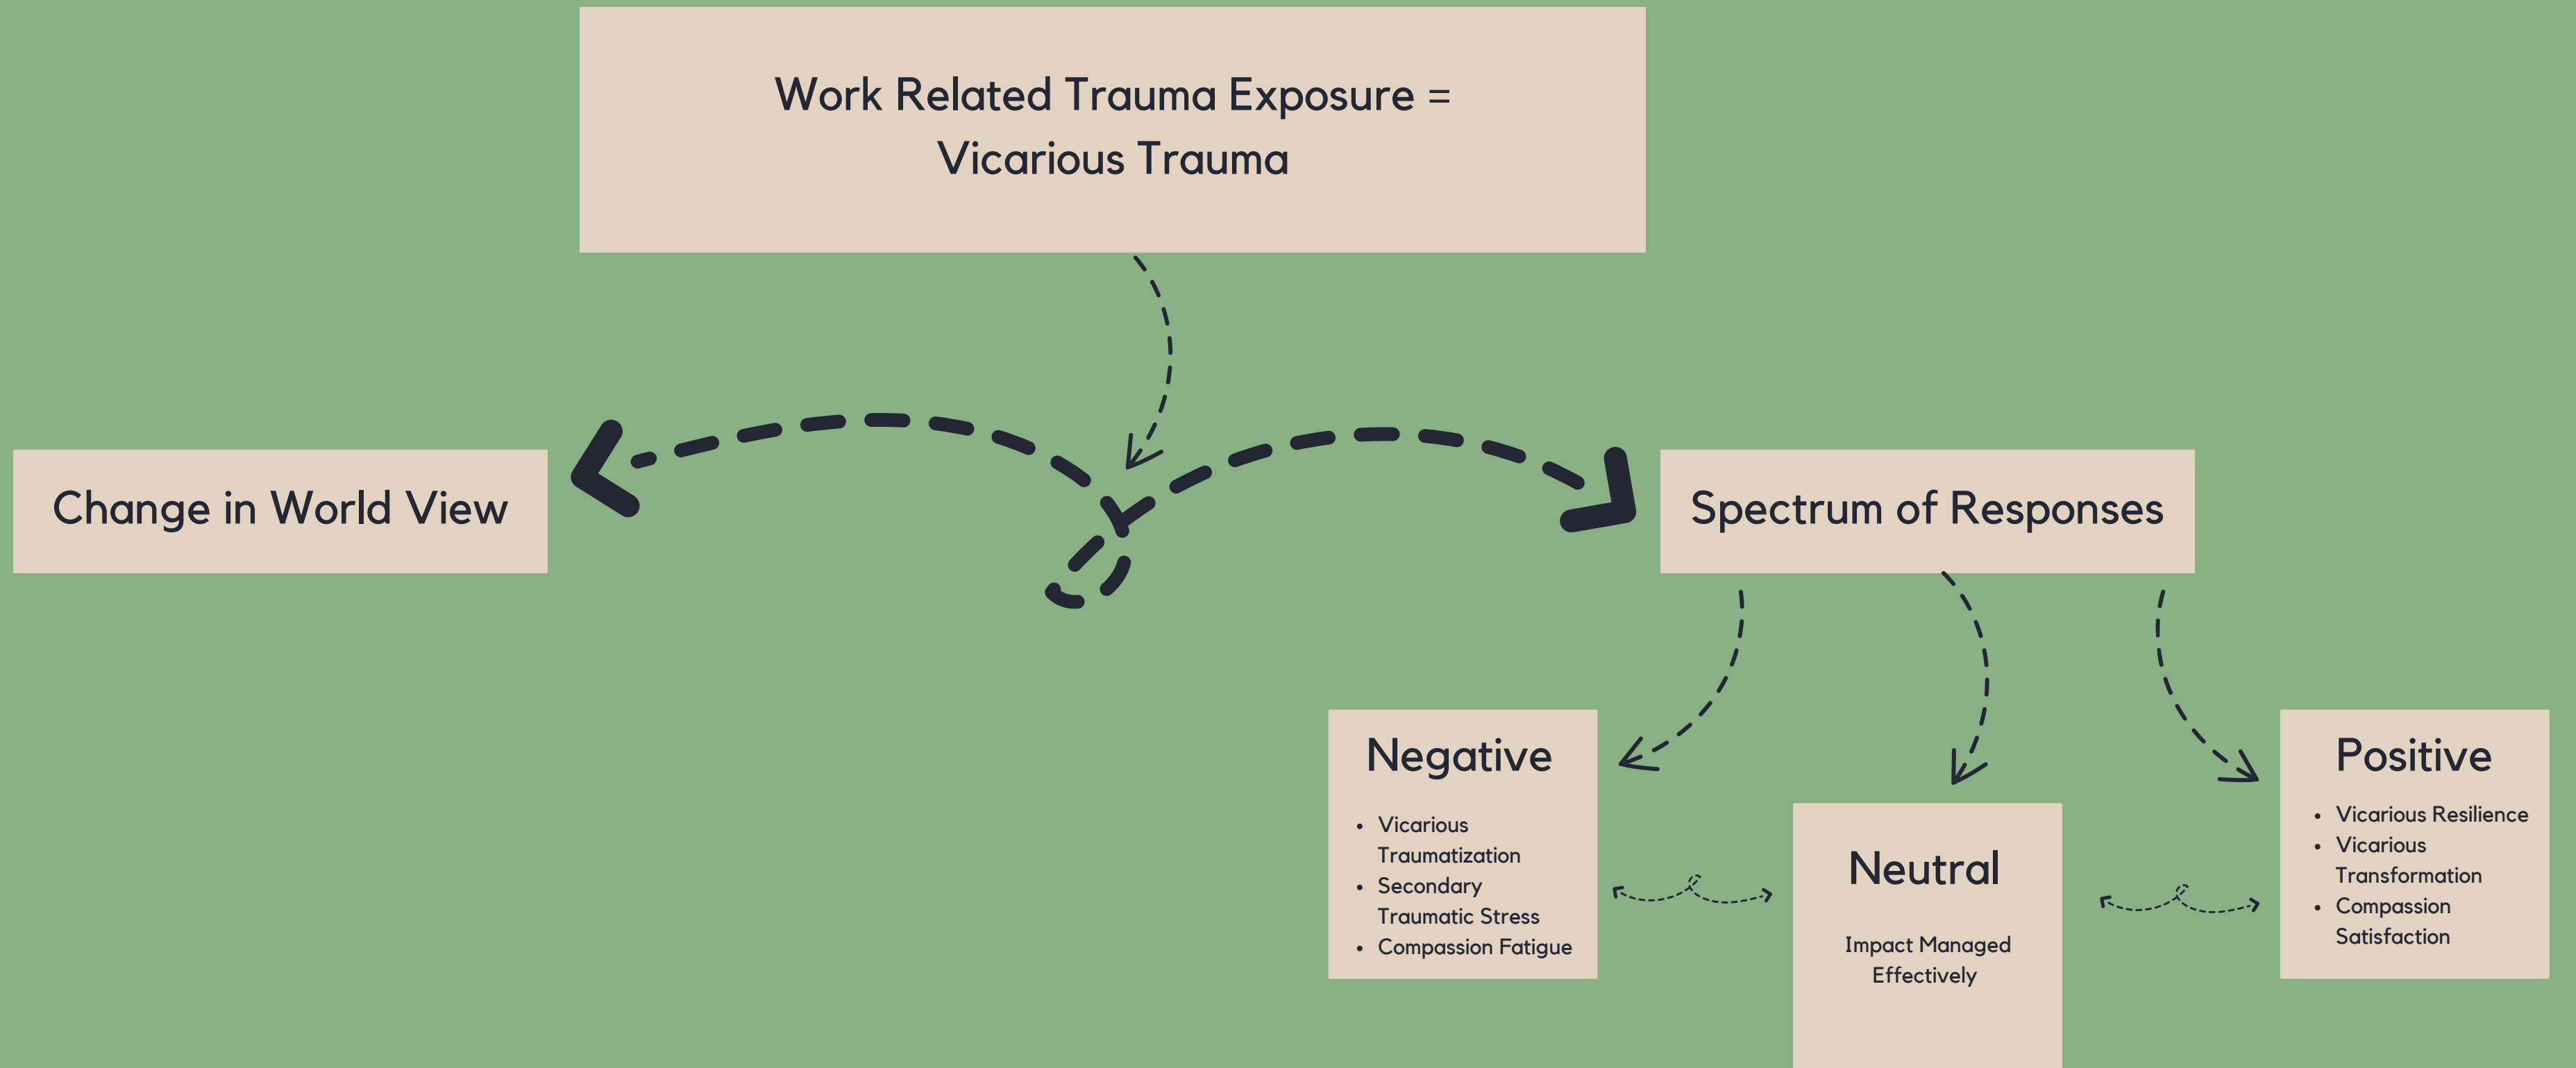 Work Related Trauma Exposure =
Vicarious Trauma
Change in World View
Spectrum of Responses
Negative
• Vicarious
Traumatization
• Secondary
Traumatic Stress
• Compassion Fatigue
Neutral
Impact Managed
Effectively
Positive
• Vicarious Resilience
• Vicarious
Transformation
• Compassion
Satisfaction